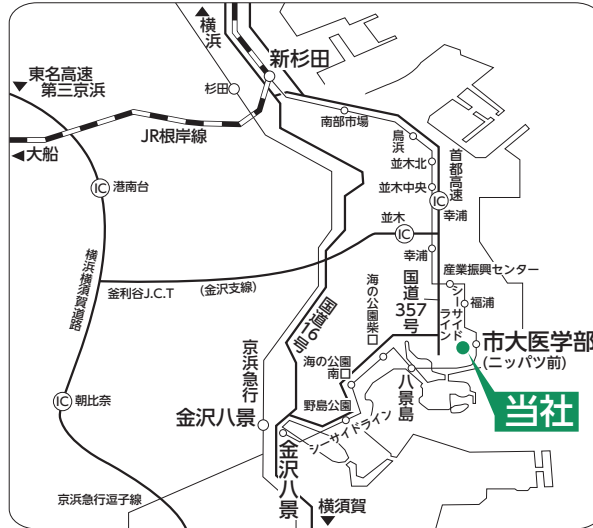 横浜
新杉田
東名高速
第三京浜
杉田
JR根岸線
大船
南部市場
鳥浜
首都高速
並木北
並木中央
IC
港南台
IC
幸浦
並木
IC
幸浦
横浜横須賀道路
釜利谷J.C.T
(金沢支線)
産業振興センター
シーサイドライン
福浦
国道357号
海の公園柴口
国道16号
市大医学部
(ニッパツ前)
京浜急行
海の公園
南口
八景島
野島公園
当社
IC
朝比奈
金沢八景
シーサイドライン
金沢八景
京浜急行逗子線
横須賀